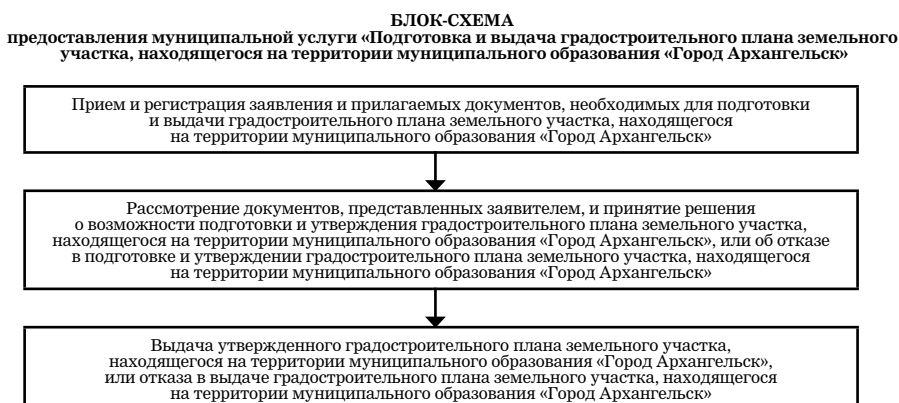 БЛОК-СХЕМА
предоставления муниципальной услуги «Подготовка и выдача градостроительного плана земельного
участка, находящегося на территории муниципального образования «Город Архангельск»
Прием и регистрация заявления и прилагаемых документов, необходимых для подготовки
и выдачи градостроительного плана земельного участка, находящегося
на территории муниципального образования «Город Архангельск»
Рассмотрение документов, представленных заявителем, и принятие решения
о возможности подготовки и утверждения градостроительного плана земельного участка,
находящегося на территории муниципального образования «Город Архангельск», или об отказе
в подготовке и утверждении градостроительного плана земельного участка, находящегося
на территории муниципального образования «Город Архангельск»
Выдача утвержденного градостроительного плана земельного участка,
находящегося на территории муниципального образования «Город Архангельск»,
или отказа в выдаче градостроительного плана земельного участка, находящегося
на территории муниципального образования «Город Архангельск»